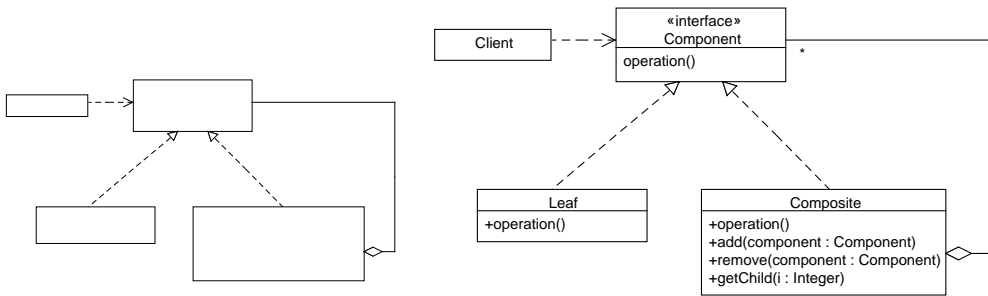 Client
«interface»
Component
operation()
*
Leaf
+operation()
Composite
+operation()
+add(component : Component)
+remove(component : Component)
+getChild(i : Integer)